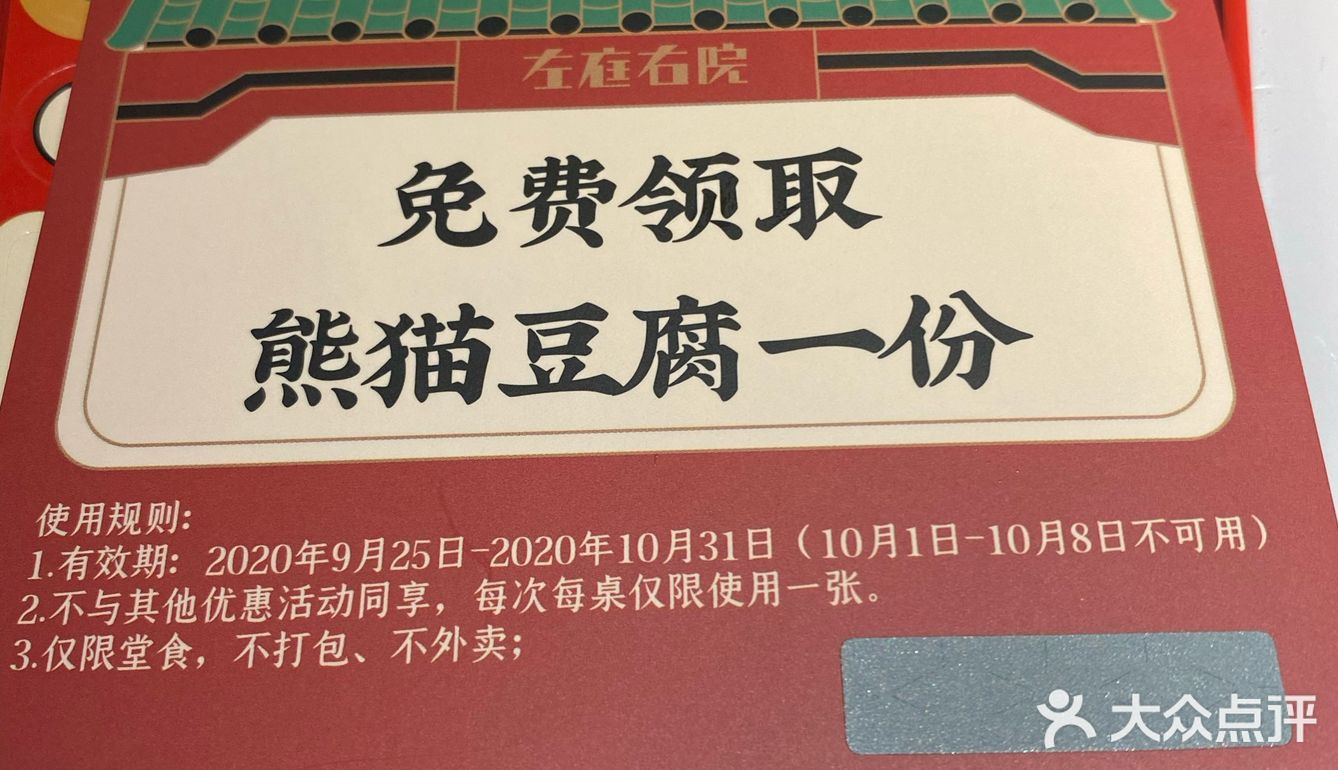 左庭右院
免费领取
熊猫豆腐一份
使用规则：
1.有效期：2020年9月25日-2020年10月31日（10月1日-10月8日不可用）
2.不与其他优惠活动同享，每次每桌仅限使用一张。
3.仅限堂食，不打包、不外卖；
大众点评